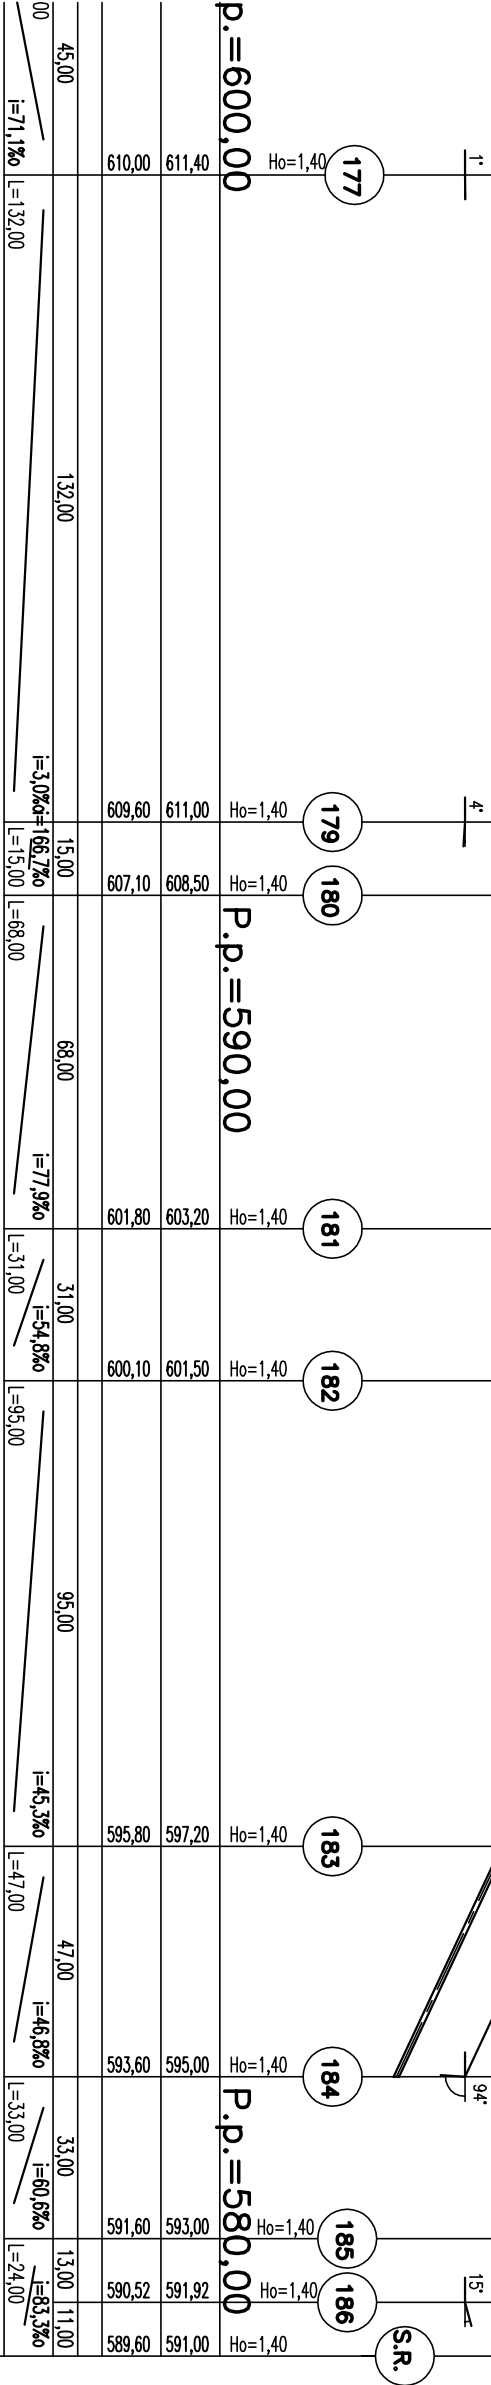 p.=600,00
00
45,00
i=71,1‰
610,00 611,40 Ho=1,40 177 1°
L=132,00
132,00
i=3,0‰
609,60 611,00 Ho=1,40 179 4°
i=166,7‰
15,00
L=15,00
607,10 608,50 Ho=1,40 180
P.p.=590,00
L=68,00
68,00
i=77,9‰
601,80 603,20 Ho=1,40 181
L=31,00
31,00
i=54,8‰
600,10 601,50 Ho=1,40 182
L=95,00
95,00
i=45,3‰
595,80 597,20 Ho=1,40 183
L=47,00
47,00
i=46,8‰
593,60 595,00 Ho=1,40 184 94°
P.p.=580,00
L=33,00
33,00
i=60,6‰
591,60 593,00 Ho=1,40 185
L=24,00
13,00
590,52 591,92 Ho=1,40 186 15°
i=83,3‰
11,00
589,60 591,00 Ho=1,40 S.R.